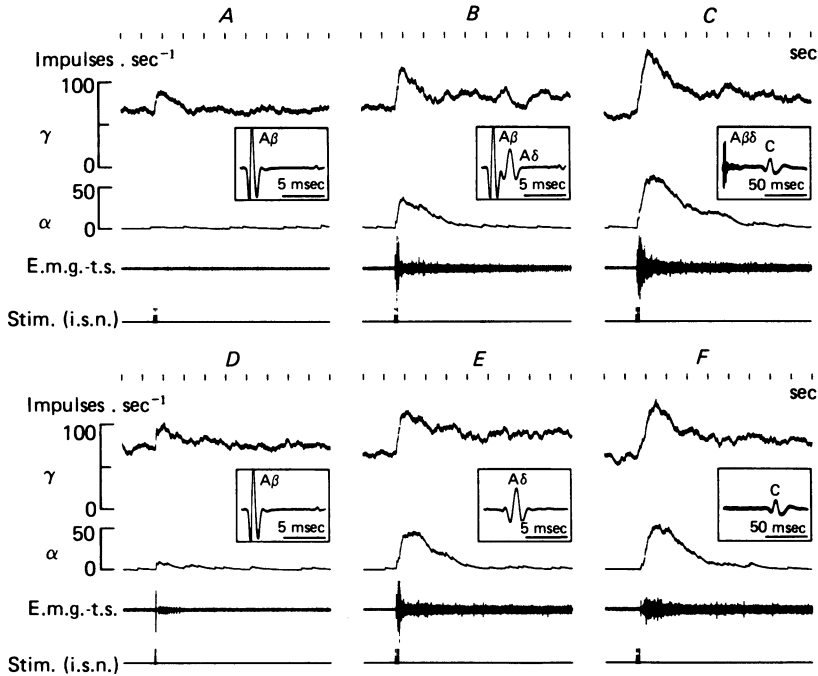 A B C
sec
Impulses . sec⁻¹
100
γ
0
Aβ
5 msec
Aβ
Aδ
5 msec
Aβδ
C
50 msec
50
α
0
E.m.g.-t.s.
Stim. (i.s.n.)
D E F
sec
Impulses . sec⁻¹
100
γ
0
Aβ
5 msec
Aδ
5 msec
C
50 msec
50
α
0
E.m.g.-t.s.
Stim. (i.s.n.)